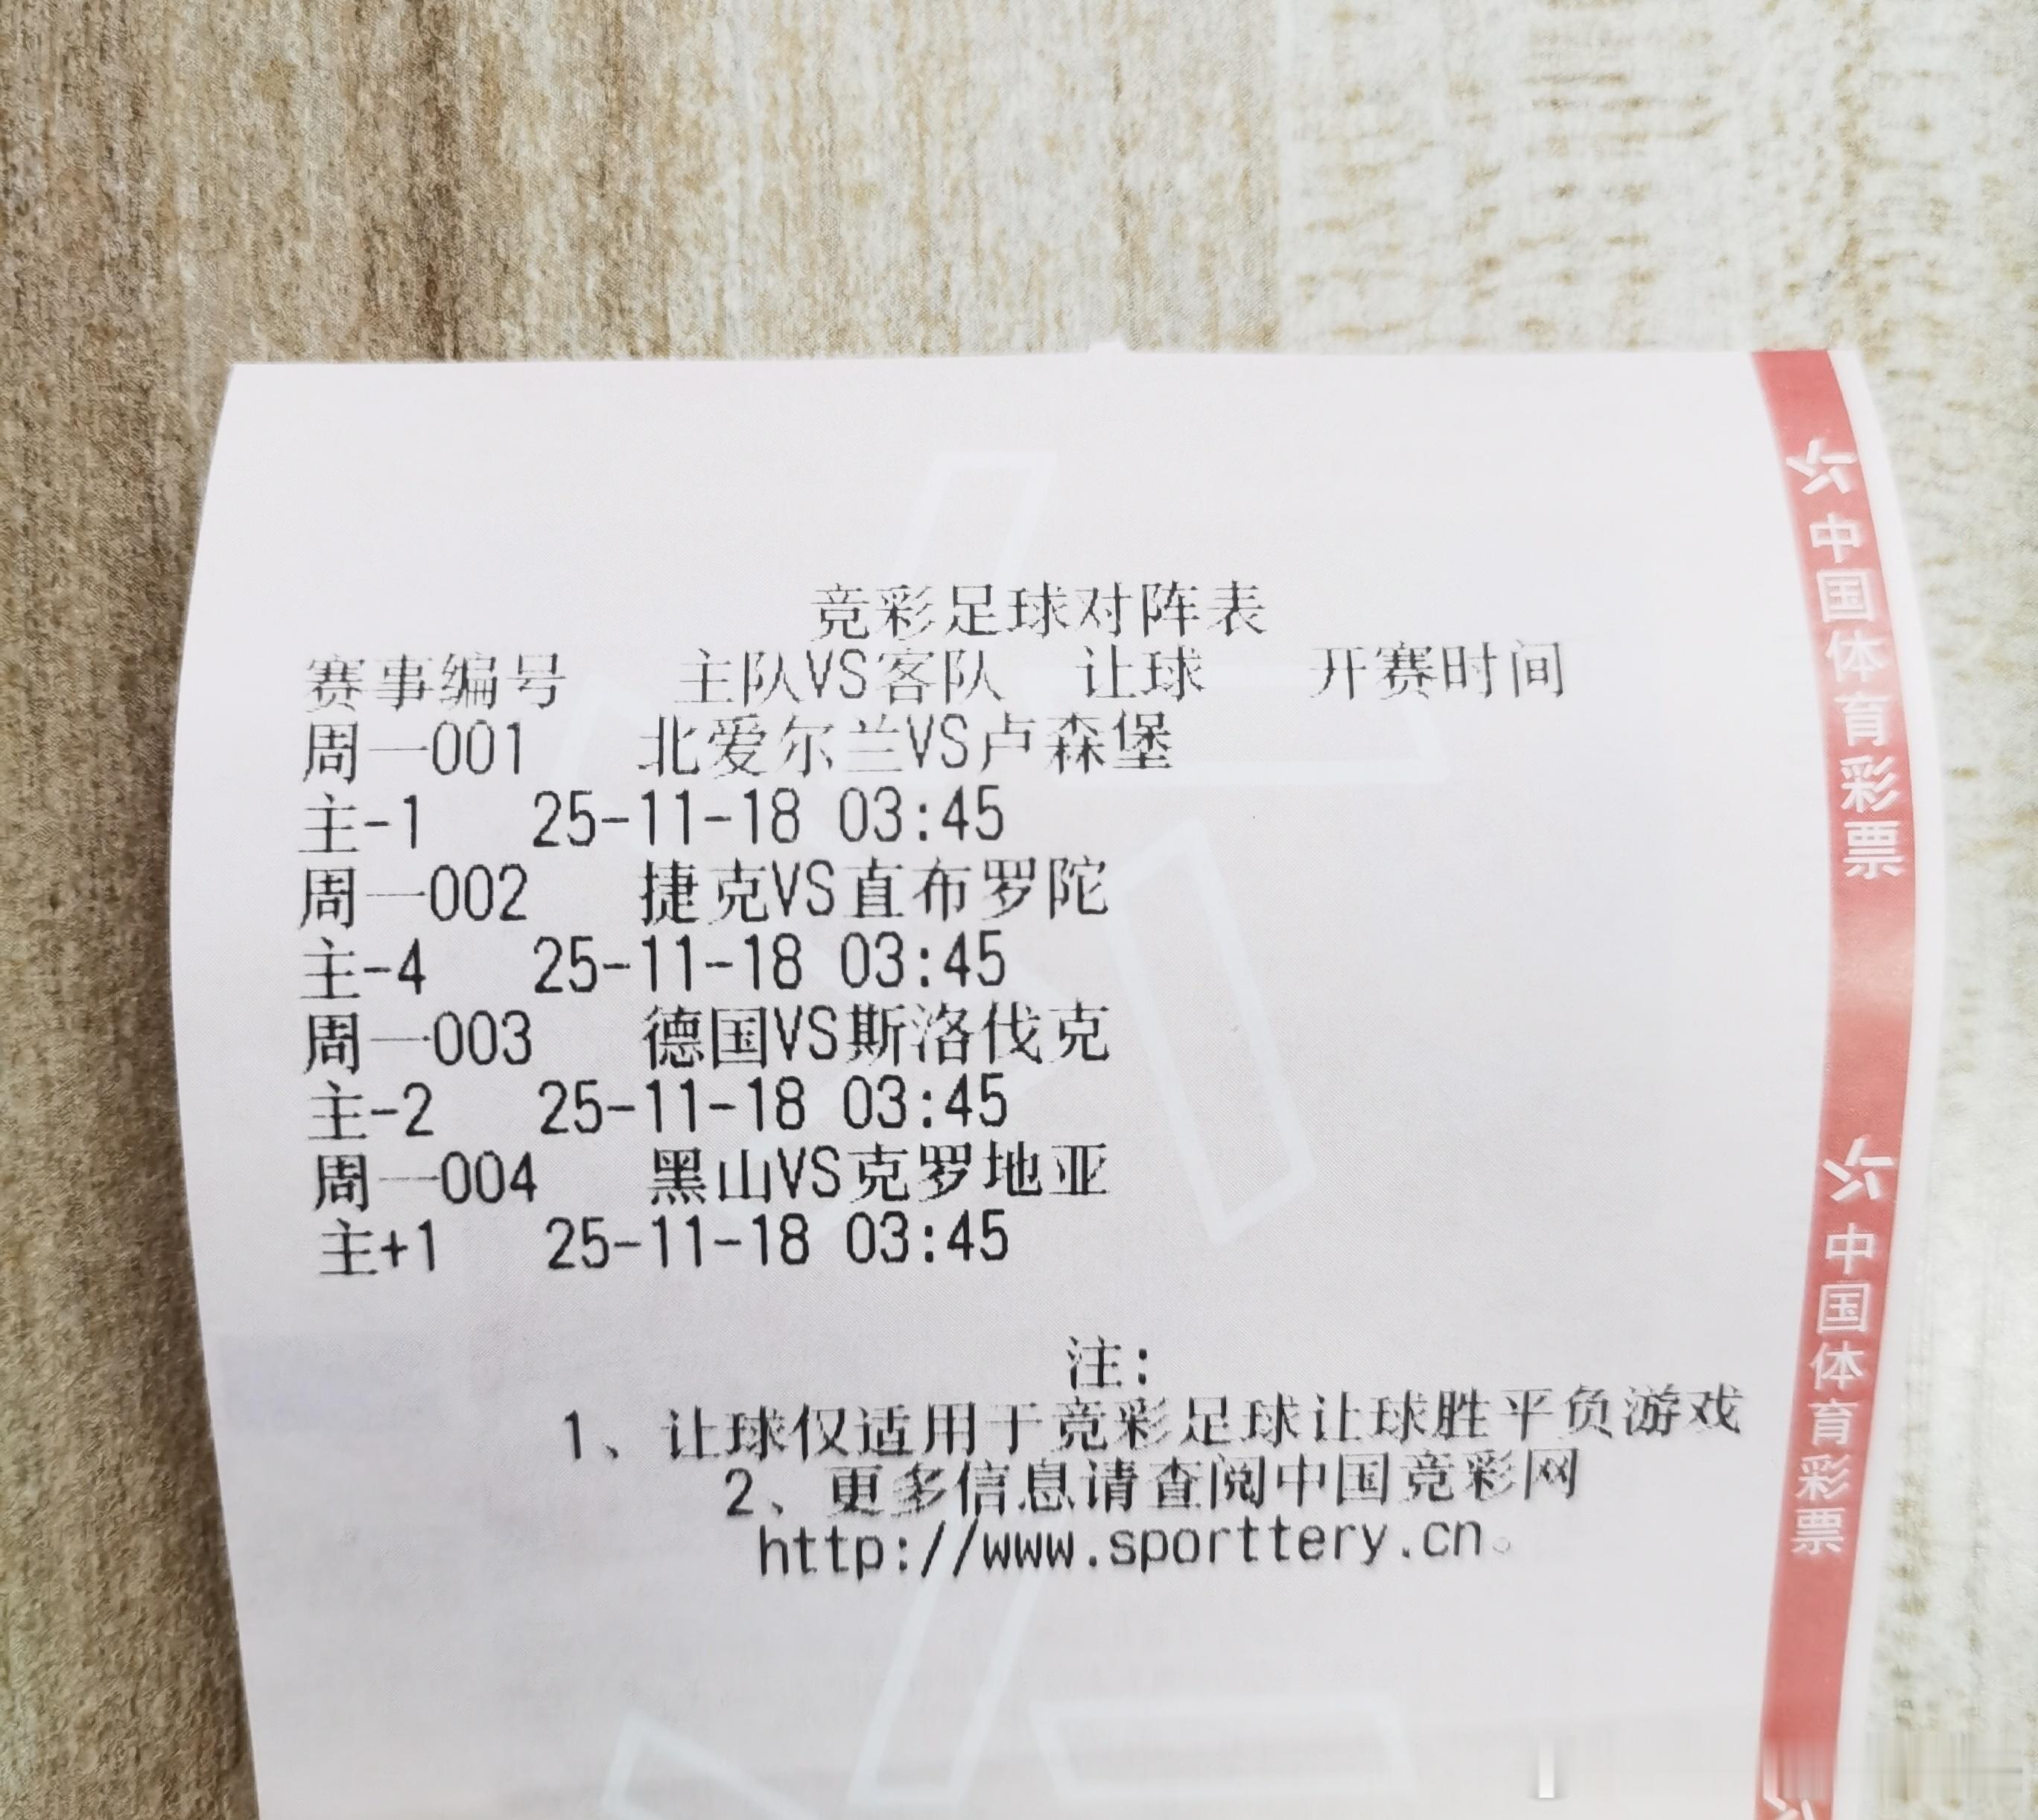 竞彩足球对阵表
赛事编号 主队VS客队 让球 开赛时间
周一001 北爱尔兰VS卢森堡
主-1 25-11-18 03:45
周一002 捷克VS直布罗陀
主-4 25-11-18 03:45
周一003 德国VS斯洛伐克
主-2 25-11-18 03:45
周一004 黑山VS克罗地亚
主+1 25-11-18 03:45
注:
1、让球仅适用于竞彩足球让球胜平负游戏
2、更多信息请查阅中国竞彩网
http://www.sporttery.cn。
中国体育彩票
中国体育彩票